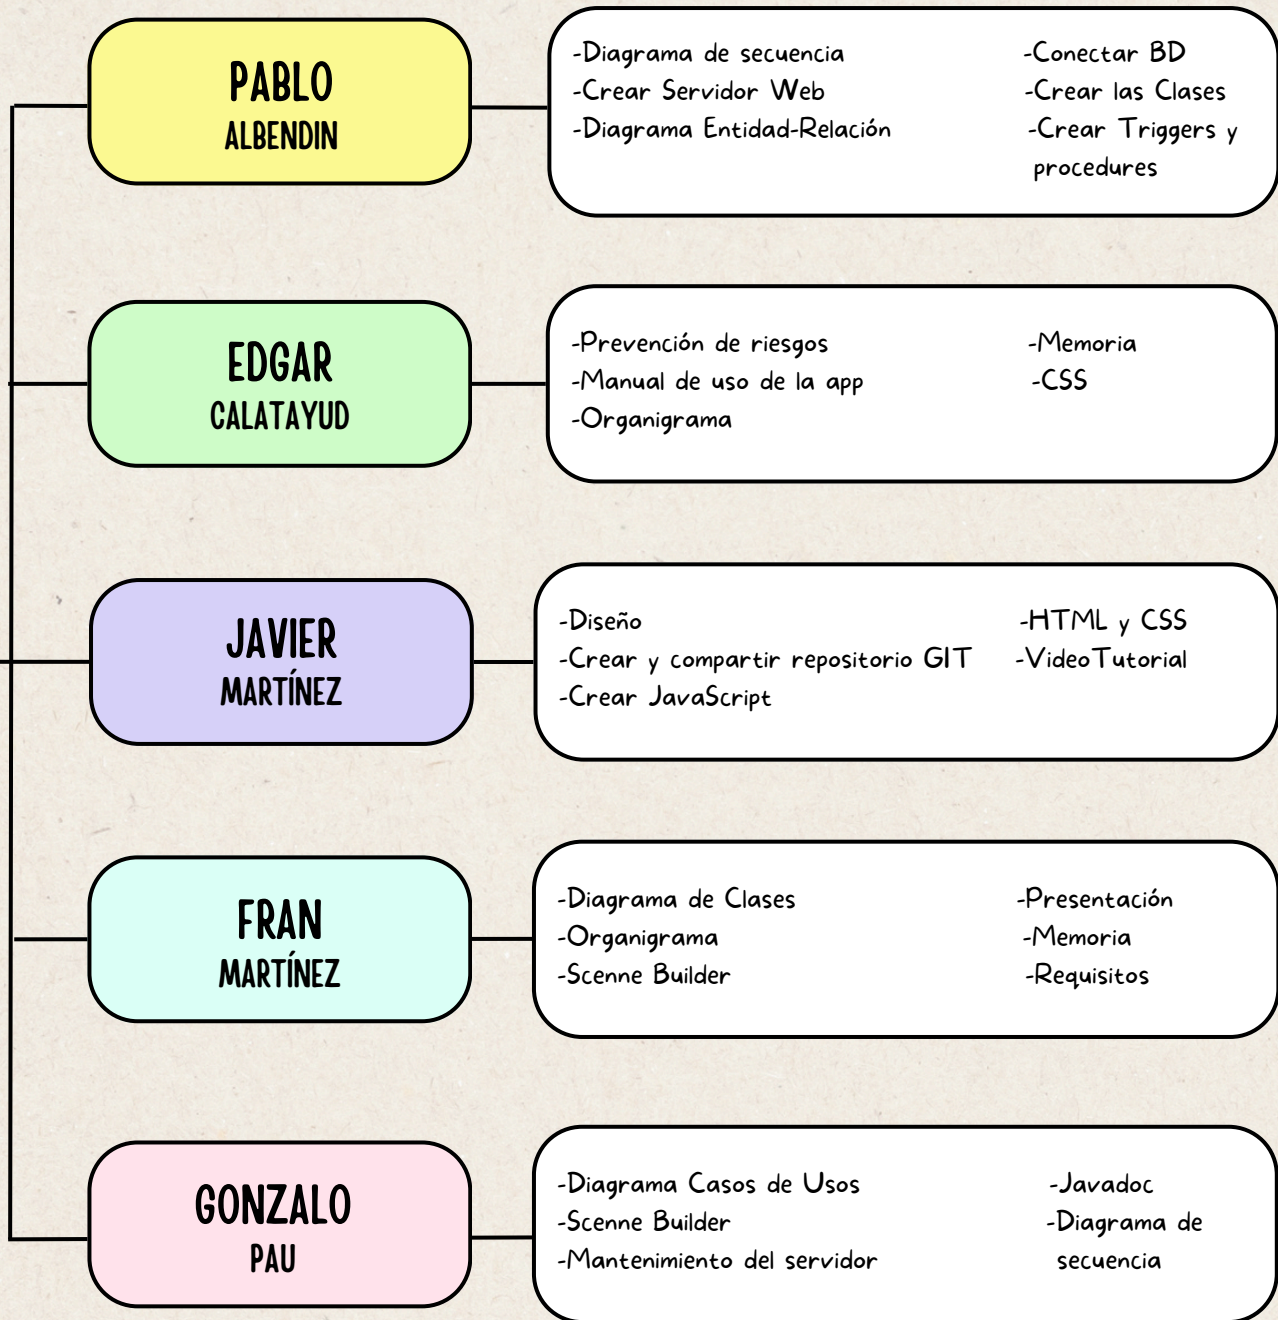 PABLO
ALBENDIN
-Diagrama de secuencia
-Crear Servidor Web
-Diagrama Entidad-Relación
-Conectar BD
-Crear las Clases
-Crear Triggers y
procedures
EDGAR
CALATAYUD
-Prevención de riesgos
-Manual de uso de la app
-Organigrama
-Memoria
-CSS
JAVIER
MARTÍNEZ
-Diseño
-Crear y compartir repositorio GIT
-Crear JavaScript
-HTML y CSS
-VideoTutorial
FRAN
MARTÍNEZ
-Diagrama de Clases
-Organigrama
-Scenne Builder
-Presentación
-Memoria
-Requisitos
GONZALO
PAU
-Diagrama Casos de Usos
-Scenne Builder
-Mantenimiento del servidor
-Javadoc
-Diagrama de
secuencia